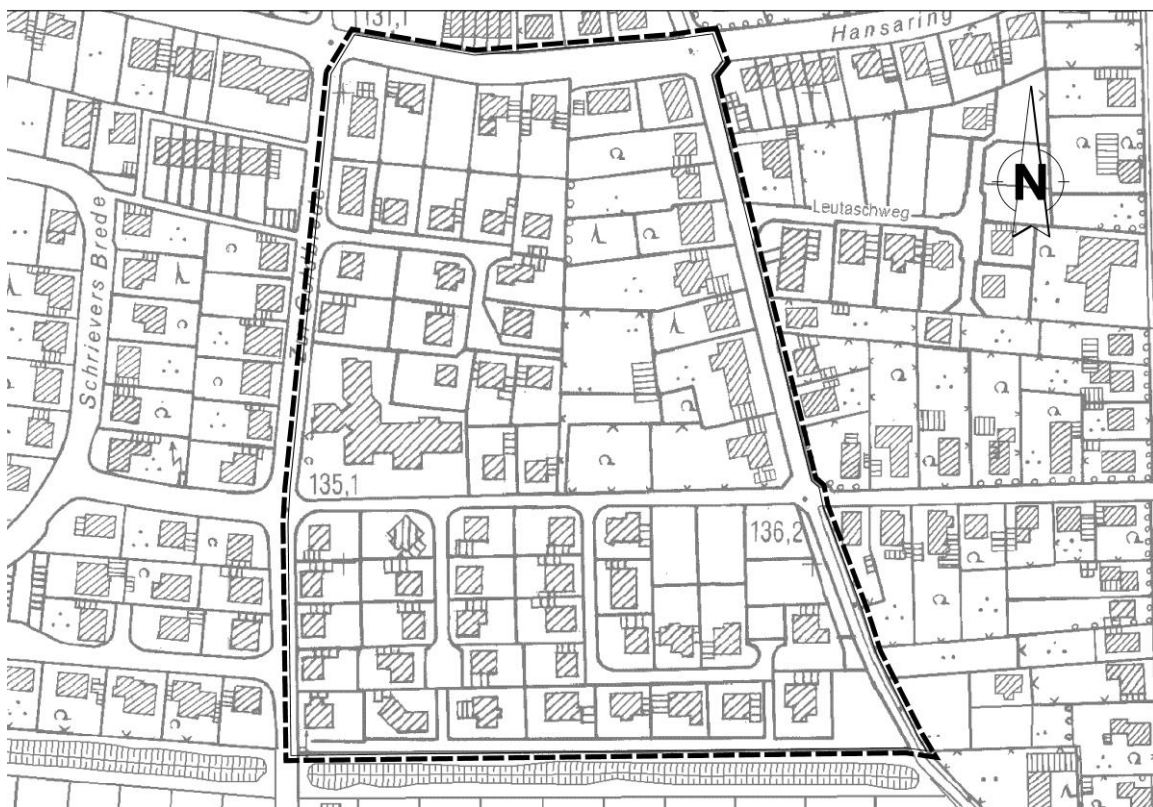 131,1
Hansaring
N
Leutaschweg
Schrievers Brede
135,1
136,2